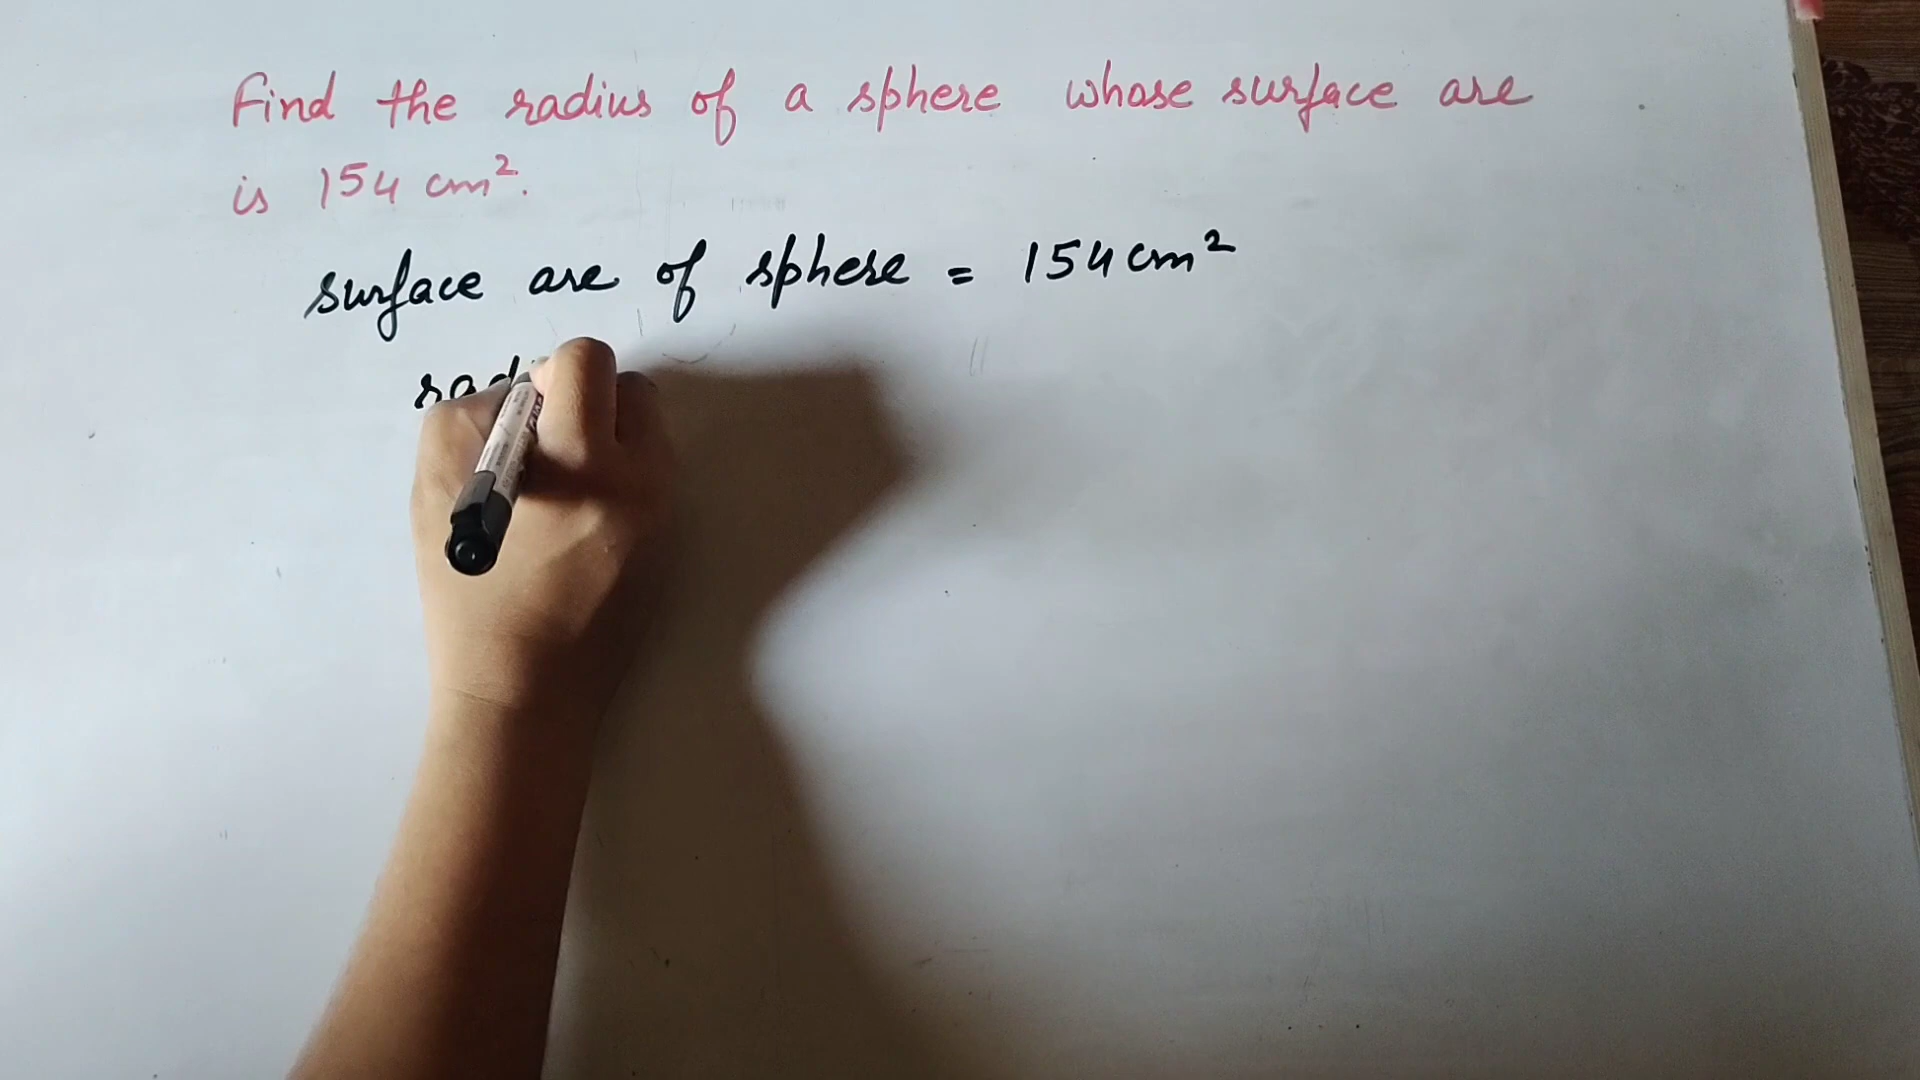 Find the radius of a sphere whose surface are
is 154 cm².
surface are of sphere = 154 cm²